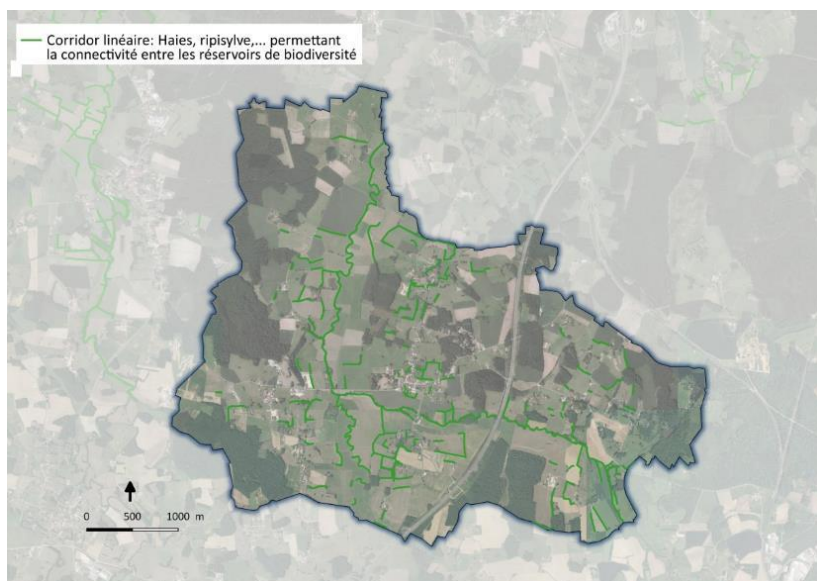 Corridor linéaire: Haies, ripisylve,... permettant
la connectivité entre les réservoirs de biodiversité
0 500 1000 m